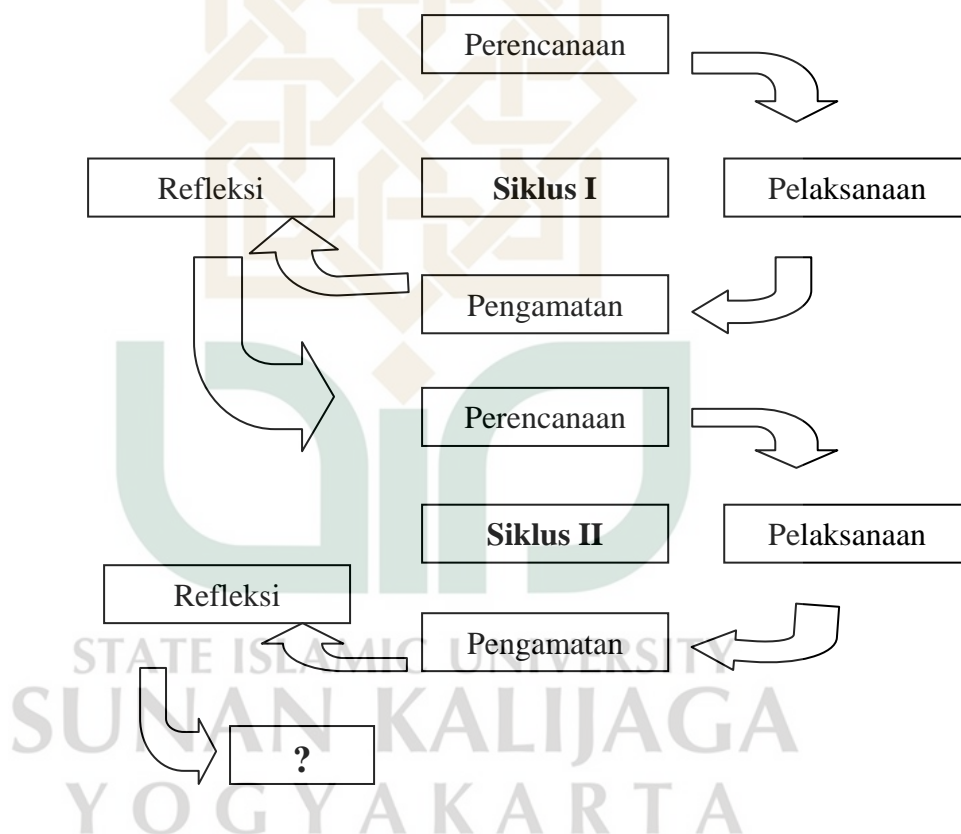 Perencanaan
Refleksi
Siklus I
Pelaksanaan
Pengamatan
Perencanaan
Siklus II
Pelaksanaan
Refleksi
Pengamatan
STATE ISLAMIC UNIVERSITY
SUNAN KALIJAGA
?
YOGYAKARTA